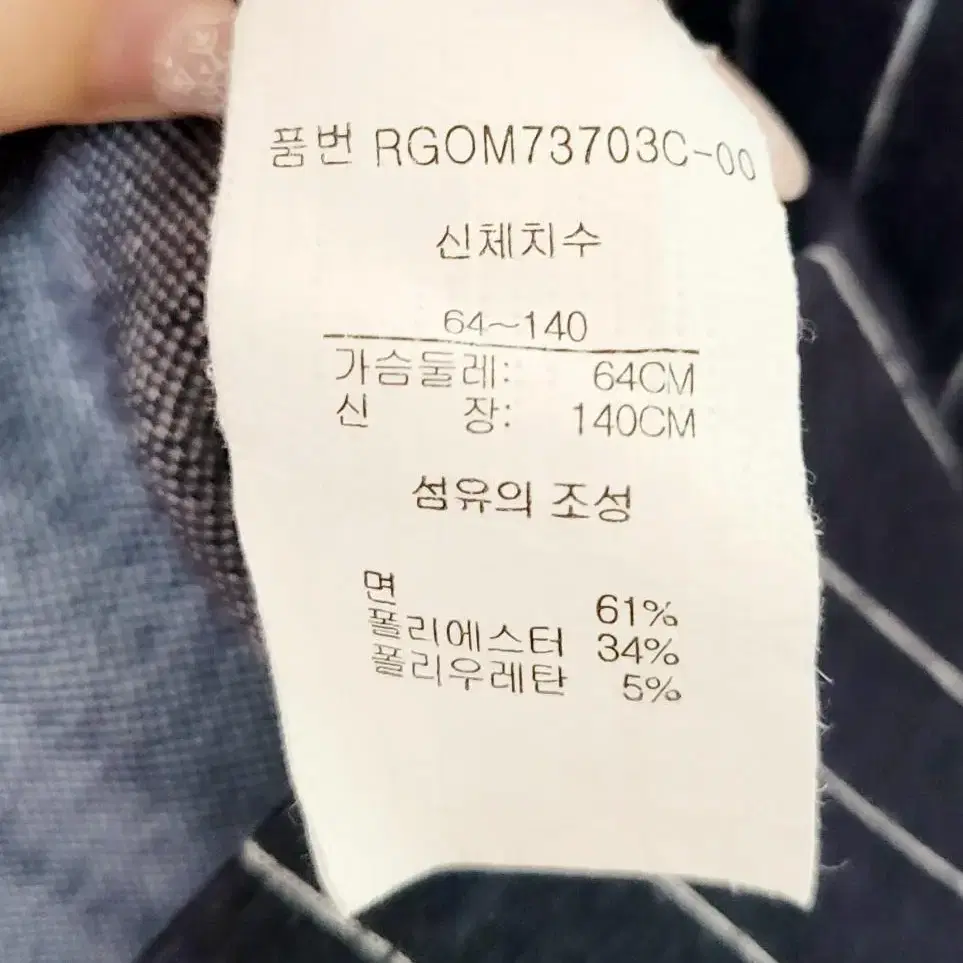 품번 RGOM73703C-00
신체치수
64~140
가슴둘레: 64CM
신 장: 140CM
섬유의 조성
면 61%
폴리에스터 34%
폴리우레탄 5%